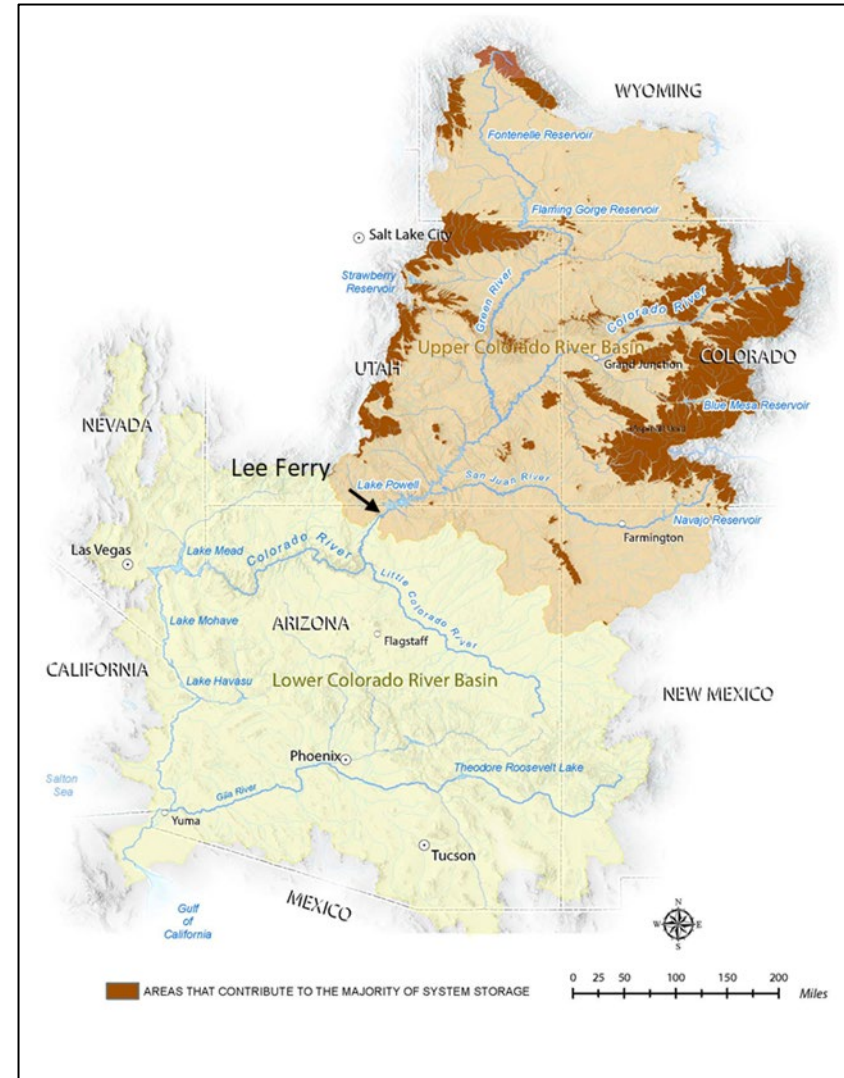 WYOMING
Fontenelle Reservoir
Flaming Gorge Reservoir
Salt Lake City
Strawberry
Reservoir
Green River
Colorado River
Upper Colorado River Basin
Grand Junction
COLORADO
UTAH
Blue Mesa Reservoir
NEVADA
Lee Ferry
Lake Powell
San Juan River
Navajo Reservoir
Farmington
Las Vegas
Lake Mead
Colorado River
Little Colorado River
Lake Mohave
ARIZONA
Flagstaff
CALIFORNIA
Lake Havasu
Lower Colorado River Basin
NEW MEXICO
Phoenix
Theodore Roosevelt Lake
Salton
Sea
Gila River
Yuma
Tucson
MEXICO
Gulf
of
California
N
W E
S
AREAS THAT CONTRIBUTE TO THE MAJORITY OF SYSTEM STORAGE
0 25 50 100 150 200
Miles